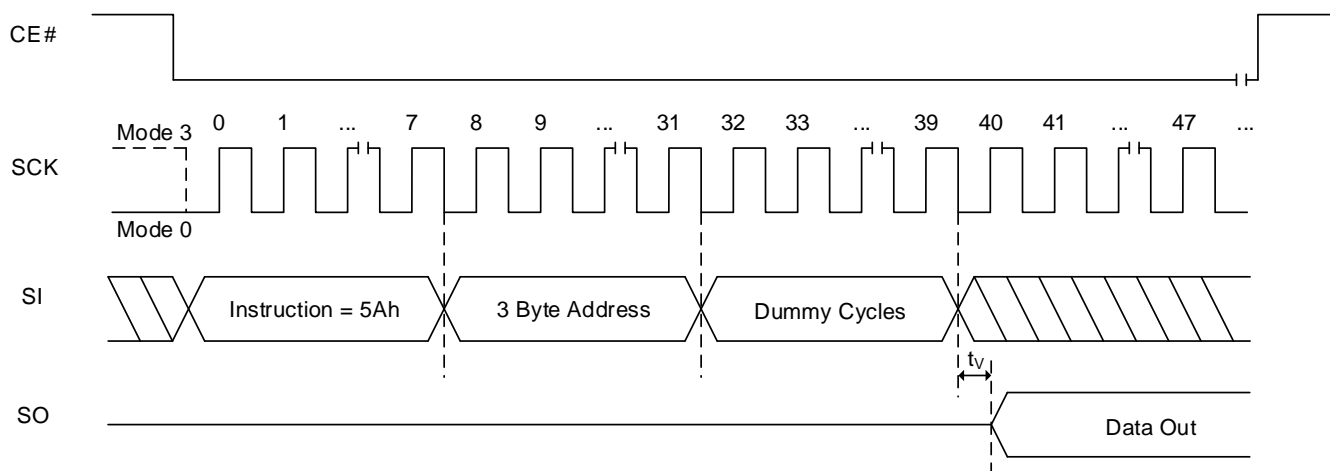 CE#
Mode 3 0 1 ... 7 8 9 ... 31 32 33 ... 39 40 41 ... 47 ...
SCK
Mode 0
SI Instruction = 5Ah 3 Byte Address Dummy Cycles
tV
SO Data Out